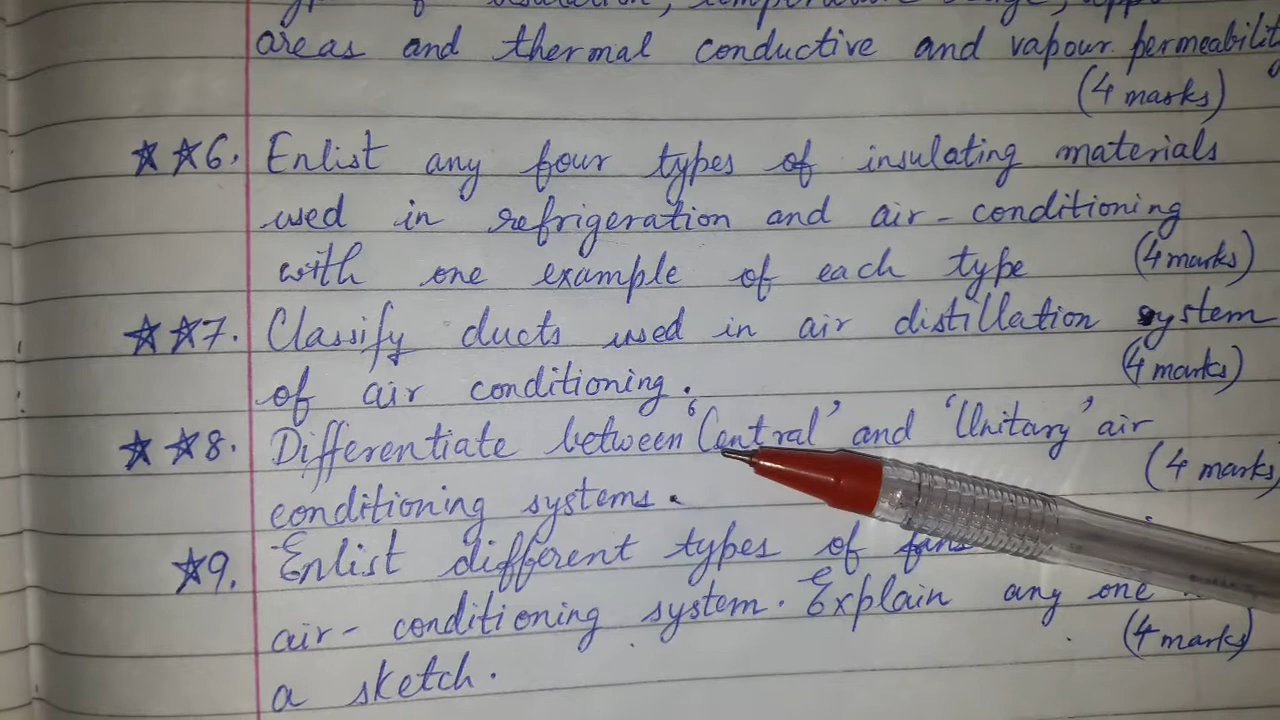 areas and thermal conductive and vapour permeability
(4 marks)
★★6. Enlist any four types of insulating materials
used in refrigeration and air-conditioning
with one example of each type (4 marks)
★★7. Classify ducts used in air distillation system
of air conditioning. (4 marks)
★★8. Differentiate between 'Central' and 'Unitary' air
conditioning systems. (4 marks)
★9. Enlist different types of fans
air-conditioning system. Explain any one
a sketch. (4 marks)